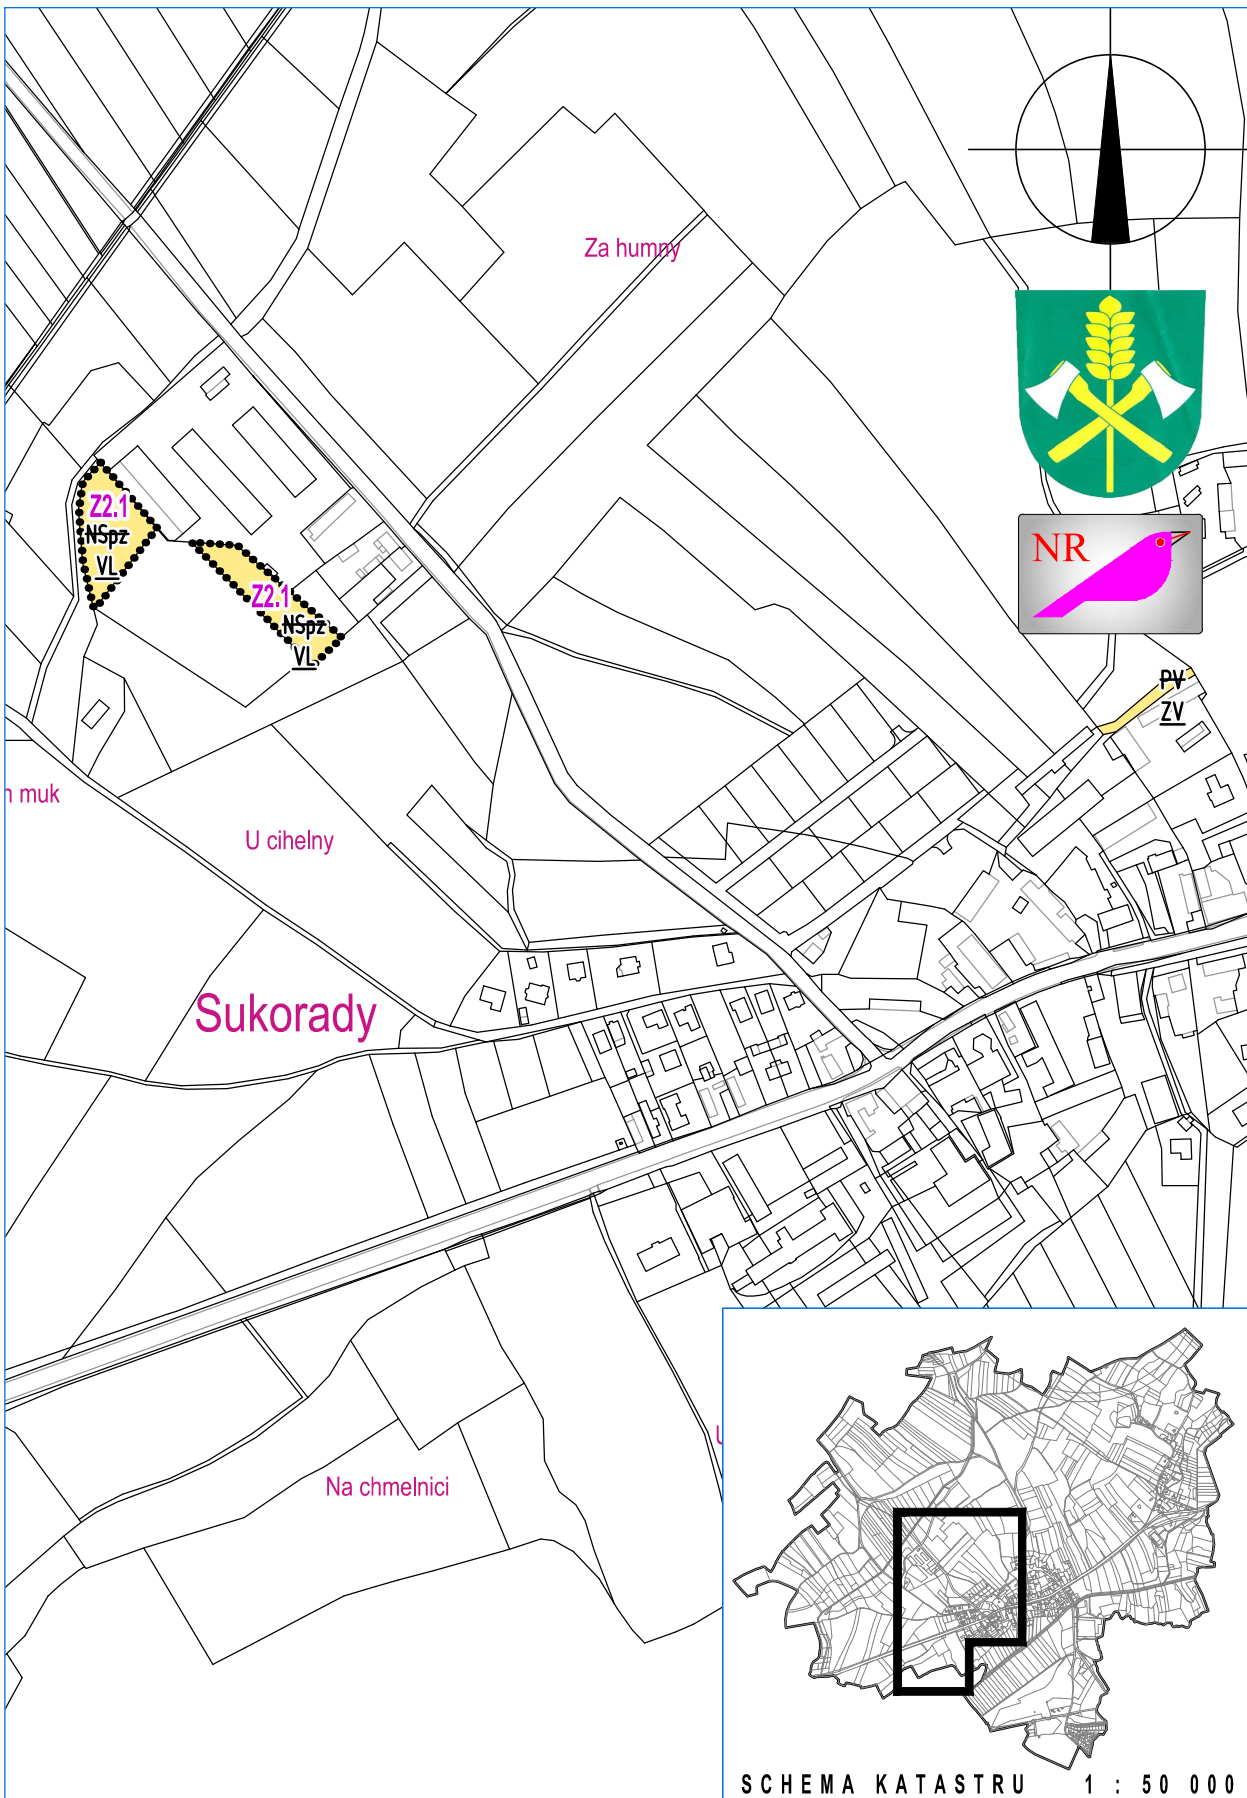 Za humny
NR
Z2.1
NSpz
VL
Z2.1
NSpz
VL
PV
ZV
muk
U cihelny
Sukorady
Na chmelnici
SCHEMA KATASTRU 1 : 50 000